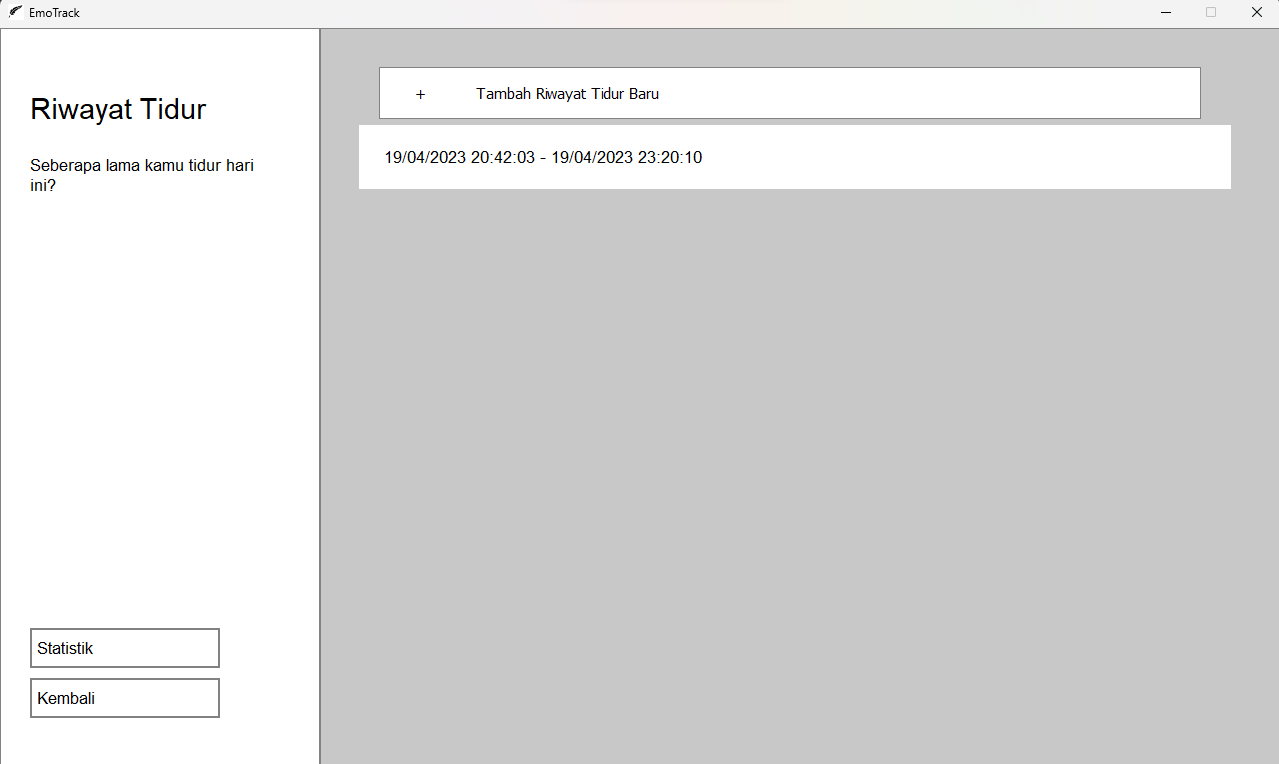 EmoTrack
Riwayat Tidur
Seberapa lama kamu tidur hari
ini?
Statistik
Kembali
+ Tambah Riwayat Tidur Baru
19/04/2023 20:42:03 - 19/04/2023 23:20:10